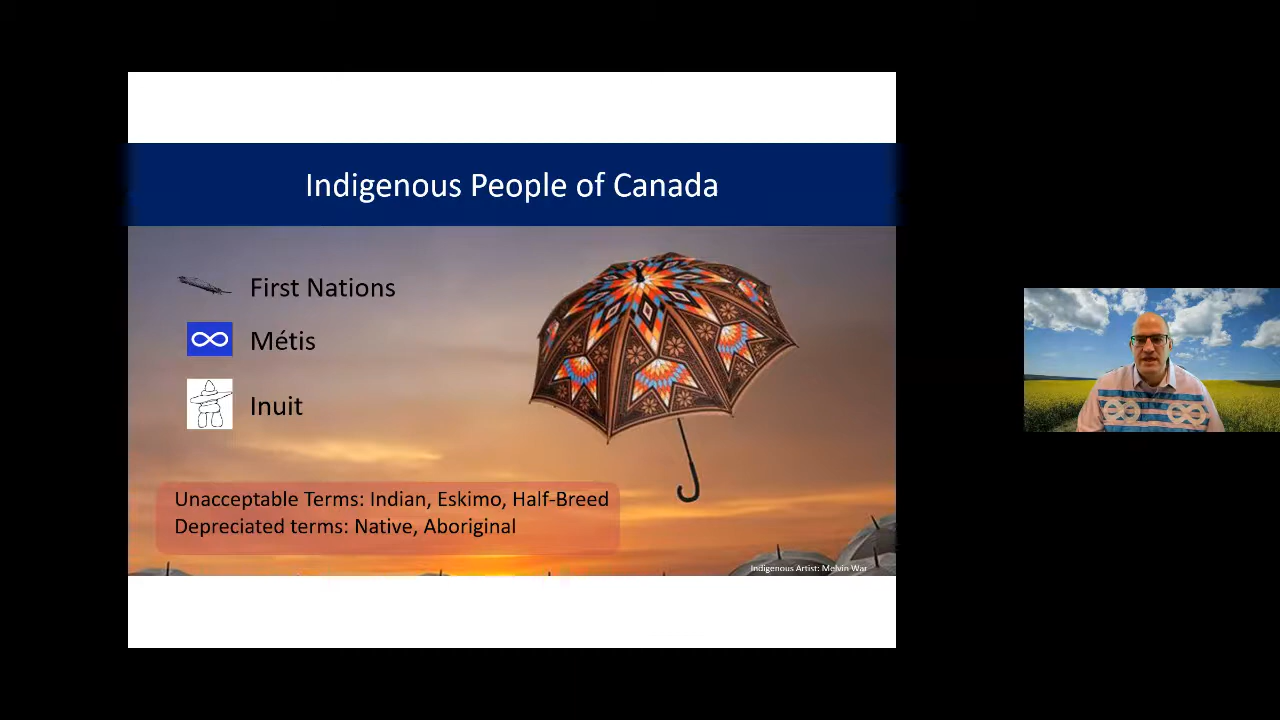 Indigenous People of Canada
First Nations
Métis
Inuit
Unacceptable Terms: Indian, Eskimo, Half-Breed
Depreciated terms: Native, Aboriginal
Indigenous Artist: Melvin War